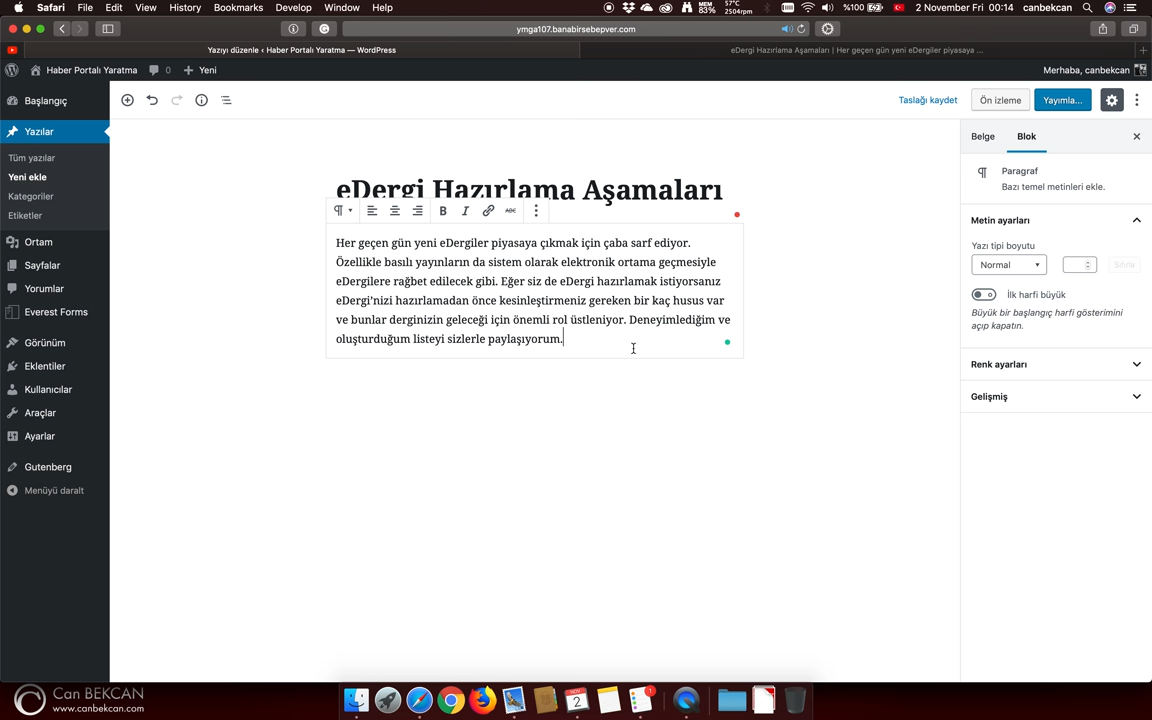 Safari File Edit View History Develop Bookmarks Window Help MEM 83% 57°C 2504rpm %100 2 November Fri 00:14 canbekcan
ymga107.banabirsebepver.com
Yazıyı düzenle ‹ Haber Portalı Yaratma — WordPress
eDergi Hazırlama Aşamaları | Her geçen gün yeni eDergiler piyasaya ...
Haber Portalı Yaratma 0 Yeni Merhaba, canbekcan
Başlangıç
Yazılar
Tüm yazılar
Yeni ekle
Kategoriler
Etiketler
Ortam
Sayfalar
Yorumlar
Everest Forms
Görünüm
Eklentiler
Kullanıcılar
Araçlar
Ayarlar
Gutenberg
Menüyü daralt
Taslağı kaydet Ön izleme Yayımla...
eDergi Hazırlama Aşamaları
B I ABC
Her geçen gün yeni eDergiler piyasaya çıkmak için çaba sarf ediyor.
Özellikle basılı yayınların da sistem olarak elektronik ortama geçmesiyle
eDergilere rağbet edilecek gibi. Eğer siz de eDergi hazırlamak istiyorsanız
eDergi’nizi hazırlamadan önce kesinleştirmeniz gereken bir kaç husus var
ve bunlar derginizin geleceği için önemli rol üstleniyor. Deneyimlediğim ve
oluşturduğum listeyi sizlerle paylaşıyorum.
Belge Blok
Paragraf
Bazı temel metinleri ekle.
Metin ayarları
Yazı tipi boyutu
Normal Sıfırla
İlk harfi büyük
Büyük bir başlangıç harfi gösterimini
açıp kapatın.
Renk ayarları
Gelişmiş
Can BEKCAN
www.canbekcan.com
2
1